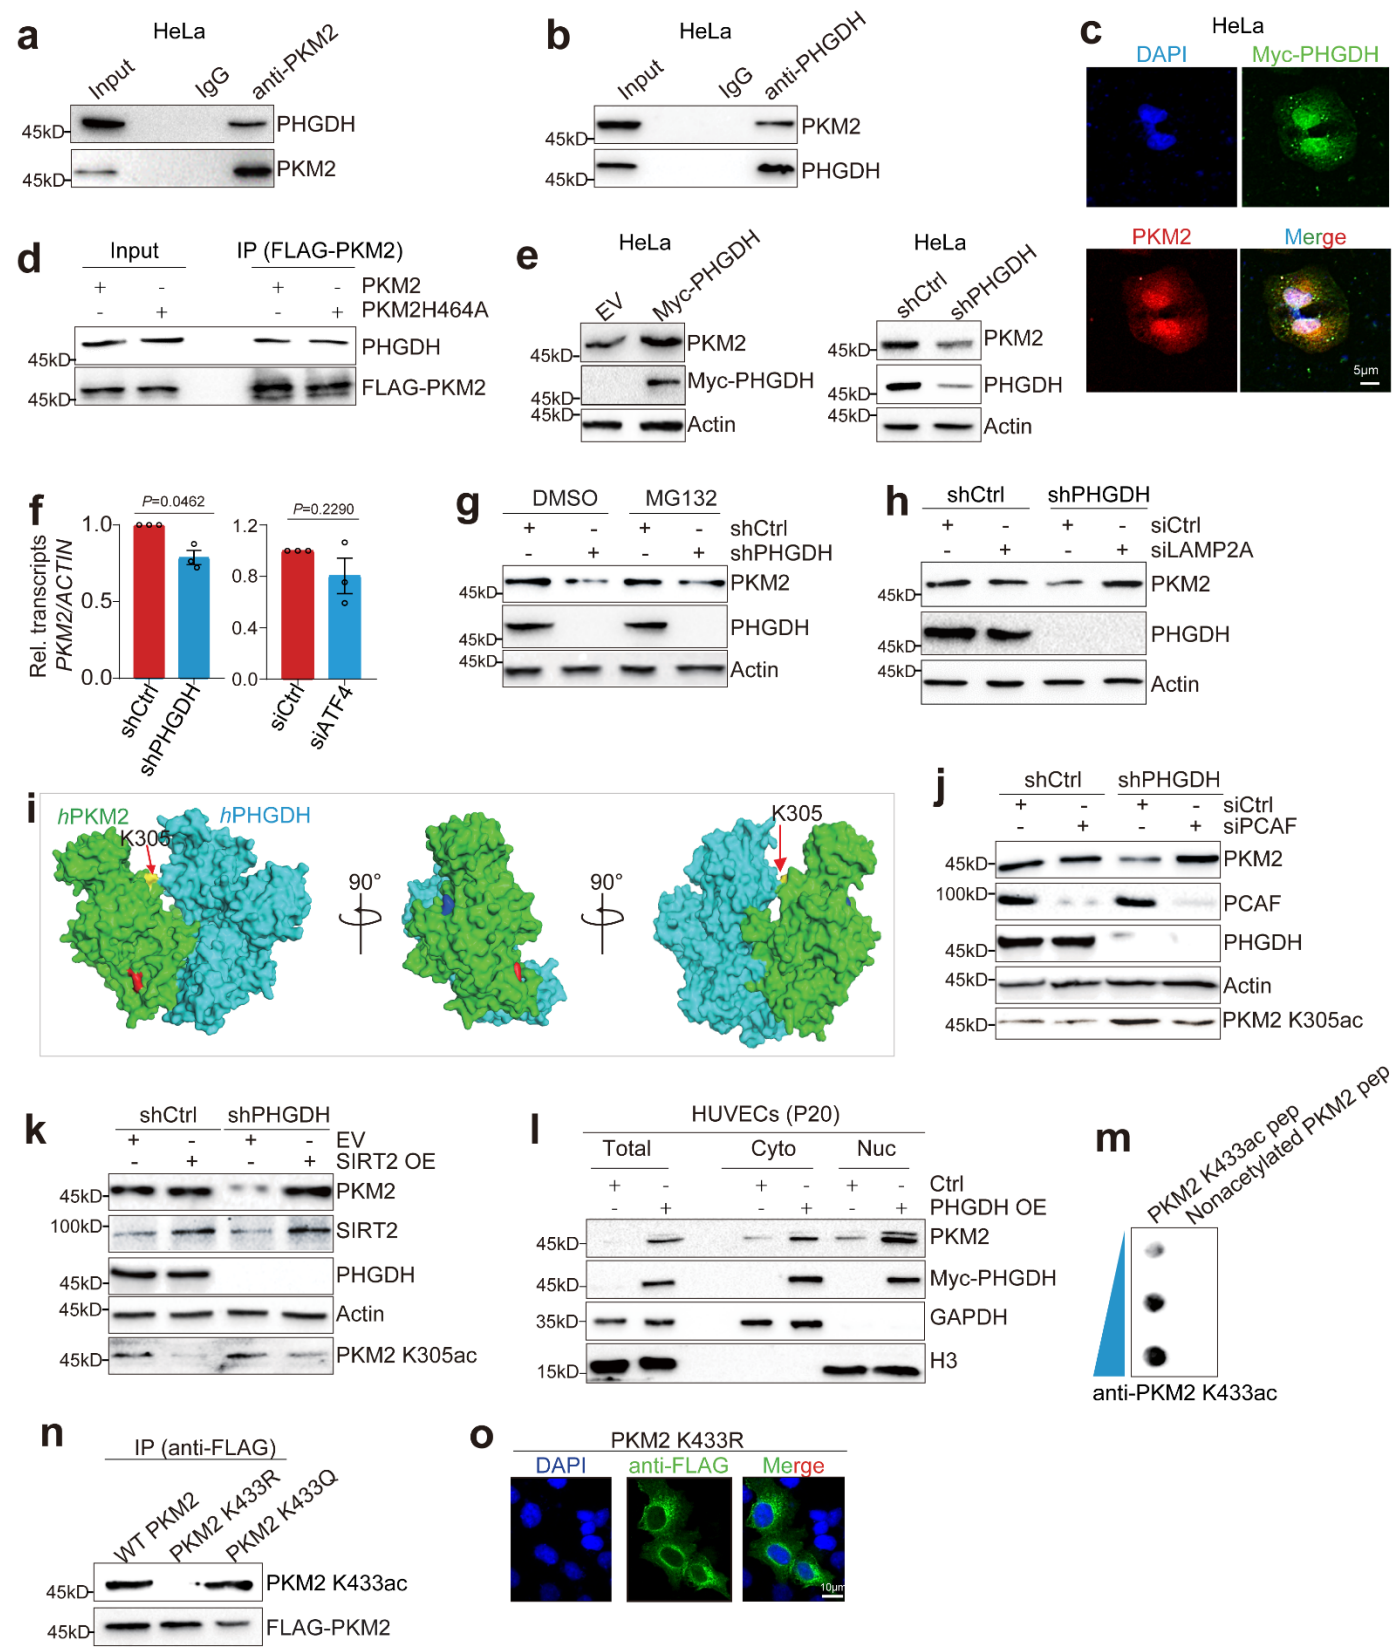 a
HeLa
Input
IgG
anti-PKM2
45kD
PHGDH
45kD
PKM2
b
HeLa
Input
IgG
anti-PHGDH
45kD
PKM2
45kD
PHGDH
c
HeLa
DAPI
Myc-PHGDH
PKM2
Merge
5µm
d
Input
IP (FLAG-PKM2)
+ - + - PKM2
- + - + PKM2H464A
45kD
PHGDH
45kD
FLAG-PKM2
e
HeLa
EV
Myc-PHGDH
45kD
PKM2
45kD
Myc-PHGDH
45kD
Actin
HeLa
shCtrl
shPHGDH
45kD
PKM2
45kD
PHGDH
45kD
Actin
f
Rel. transcripts
PKM2/ACTIN
P=0.0462
1.0
0.5
0.0
shCtrl
shPHGDH
P=0.2290
1.2
0.8
0.4
0.0
siCtrl
siATF4
g
DMSO
MG132
+ - + - shCtrl
- + - + shPHGDH
45kD
PKM2
45kD
PHGDH
45kD
Actin
h
shCtrl
shPHGDH
+ - + - siCtrl
- + - + siLAMP2A
45kD
PKM2
45kD
PHGDH
45kD
Actin
i
hPKM2
hPHGDH
K305
90°
90°
K305
j
shCtrl
shPHGDH
+ - + - siCtrl
- + - + siPCAF
45kD
PKM2
100kD
PCAF
45kD
PHGDH
45kD
Actin
45kD
PKM2 K305ac
k
shCtrl
shPHGDH
+ - + - EV
- + - + SIRT2 OE
45kD
PKM2
100kD
SIRT2
45kD
PHGDH
45kD
Actin
45kD
PKM2 K305ac
l
HUVECs (P20)
Total
Cyto
Nuc
+ - + - + - Ctrl
- + - + - + PHGDH OE
45kD
PKM2
45kD
Myc-PHGDH
35kD
GAPDH
15kD
H3
m
PKM2 K433ac pep
Nonacetylated PKM2 pep
anti-PKM2 K433ac
n
IP (anti-FLAG)
WT PKM2
PKM2 K433R
PKM2 K433Q
45kD
PKM2 K433ac
45kD
FLAG-PKM2
o
PKM2 K433R
DAPI
anti-FLAG
Merge
10µm